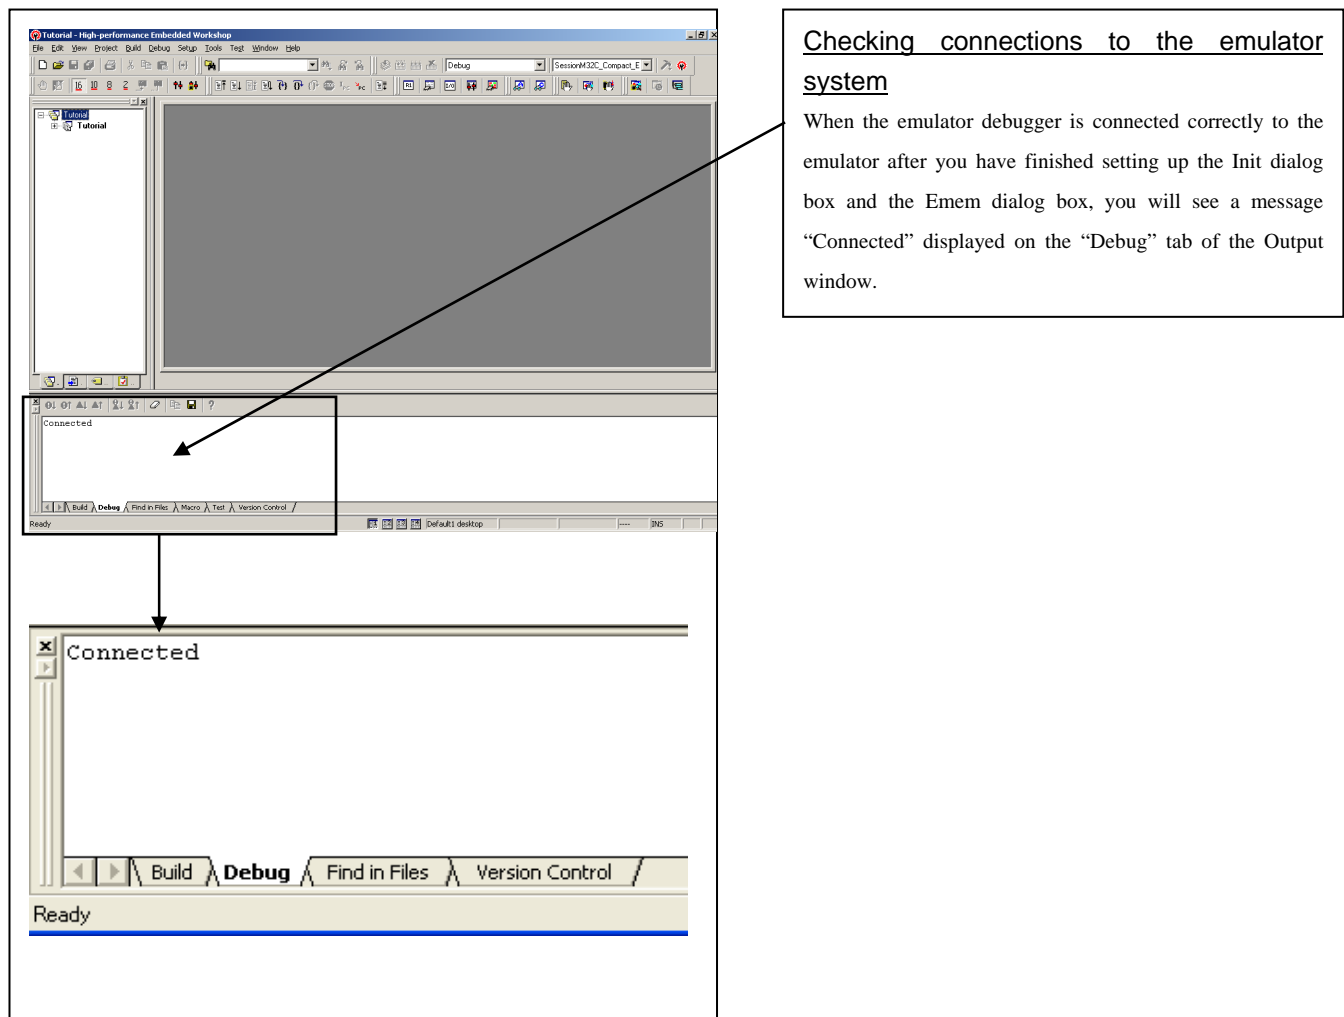 Tutorial - High-performance Embedded Workshop
File Edit View Project Build Debug Setup Tools Test Window Help
Debug
SessionM32C_Compact_E
16 10 8 2
Tutorial
Tutorial
Connected
Build Debug Find in Files Macro Test Version Control
Ready
Default1 desktop
INS
Connected
Build Debug Find in Files Version Control
Ready
Checking connections to the emulator
system
When the emulator debugger is connected correctly to the
emulator after you have finished setting up the Init dialog
box and the Emem dialog box, you will see a message
“Connected” displayed on the “Debug” tab of the Output
window.